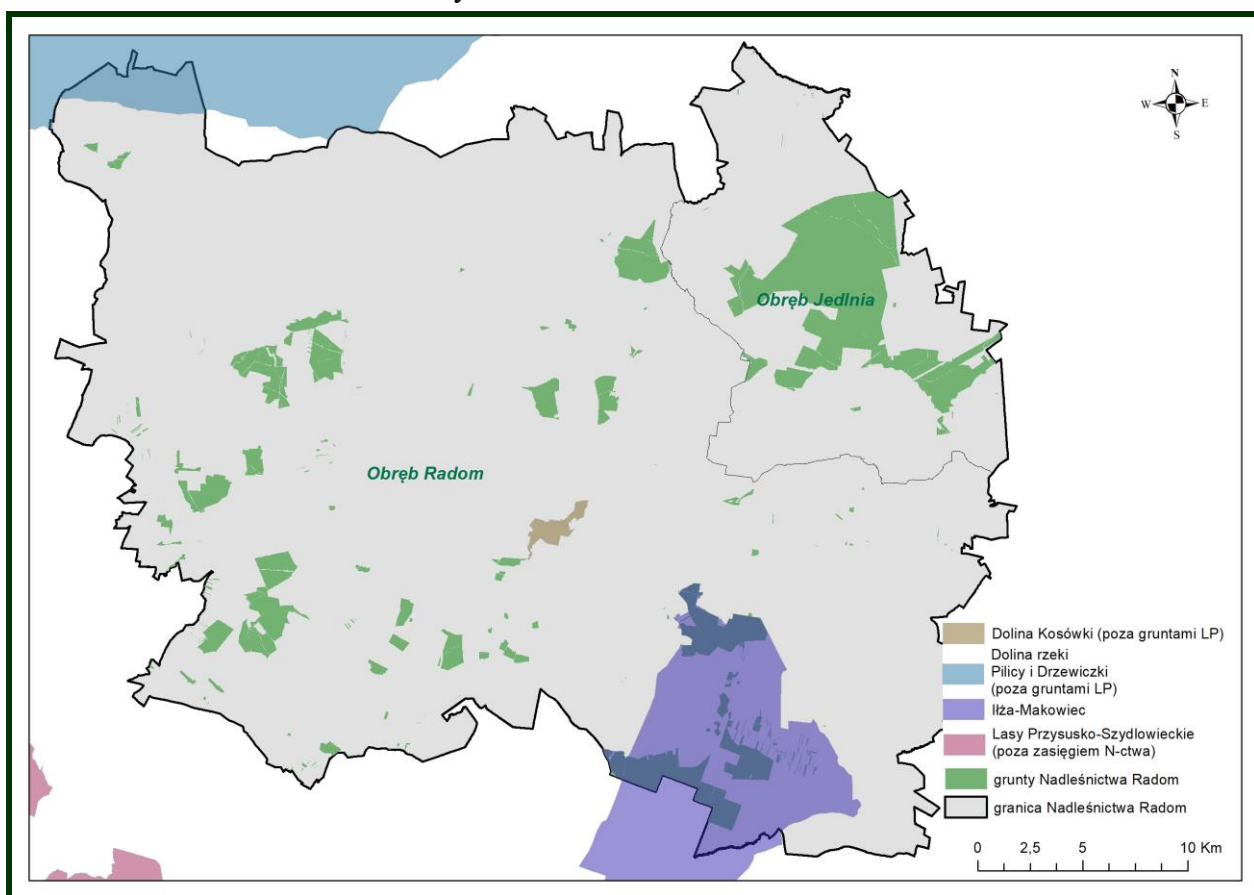 N
W E
S
Obręb Jedlnia
Obręb Radom
Dolina Kosówki (poza gruntami LP)
Dolina rzeki
Pilicy i Drzewiczki
(poza gruntami LP)
Iłża-Makowiec
Lasy Przysusko-Szydłowieckie
(poza zasięgiem N-ctwa)
grunty Nadleśnictwa Radom
granica Nadleśnictwa Radom
0 2,5 5 10 Km